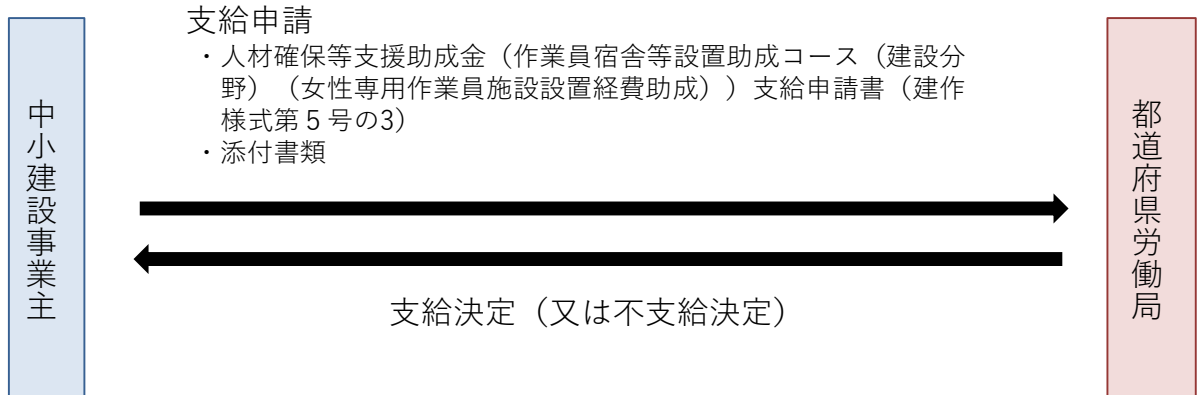 中小建設事業主
支給申請
・人材確保等支援助成金（作業員宿舎等設置助成コース（建設分
野）（女性専用作業員施設設置経費助成））支給申請書（建作
様式第５号の3）
・添付書類
支給決定（又は不支給決定）
都道府県労働局